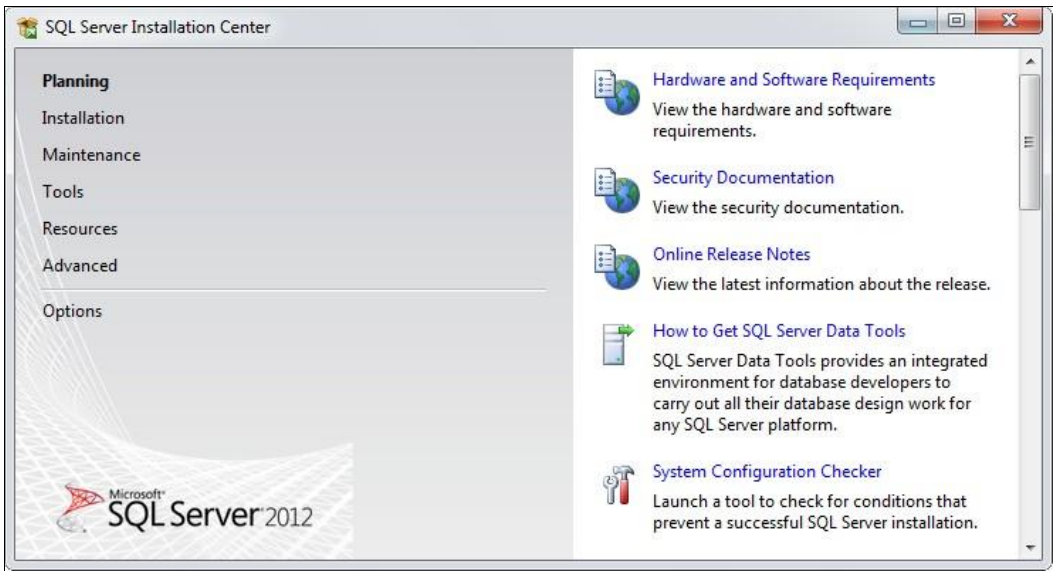 SQL Server Installation Center
Planning
Installation
Maintenance
Tools
Resources
Advanced
Options
Microsoft®
SQL Server® 2012
Hardware and Software Requirements
View the hardware and software
requirements.
Security Documentation
View the security documentation.
Online Release Notes
View the latest information about the release.
How to Get SQL Server Data Tools
SQL Server Data Tools provides an integrated
environment for database developers to
carry out all their database design work for
any SQL Server platform.
System Configuration Checker
Launch a tool to check for conditions that
prevent a successful SQL Server installation.